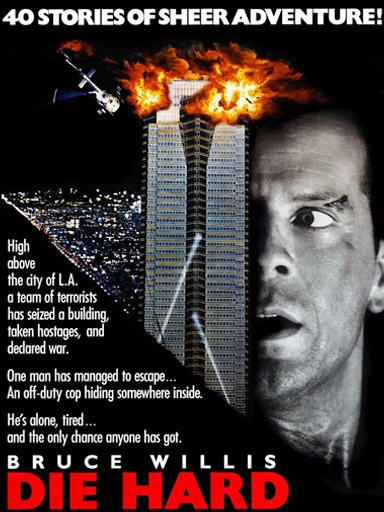 40 STORIES OF SHEER ADVENTURE!
High
above
the city of L.A.
a team of terrorists
has seized a building,
taken hostages, and
declared war.
One man has managed to escape...
An off-duty cop hiding somewhere inside.
He's alone, tired...
and the only chance anyone has got.
BRUCE WILLIS
DIE HARD